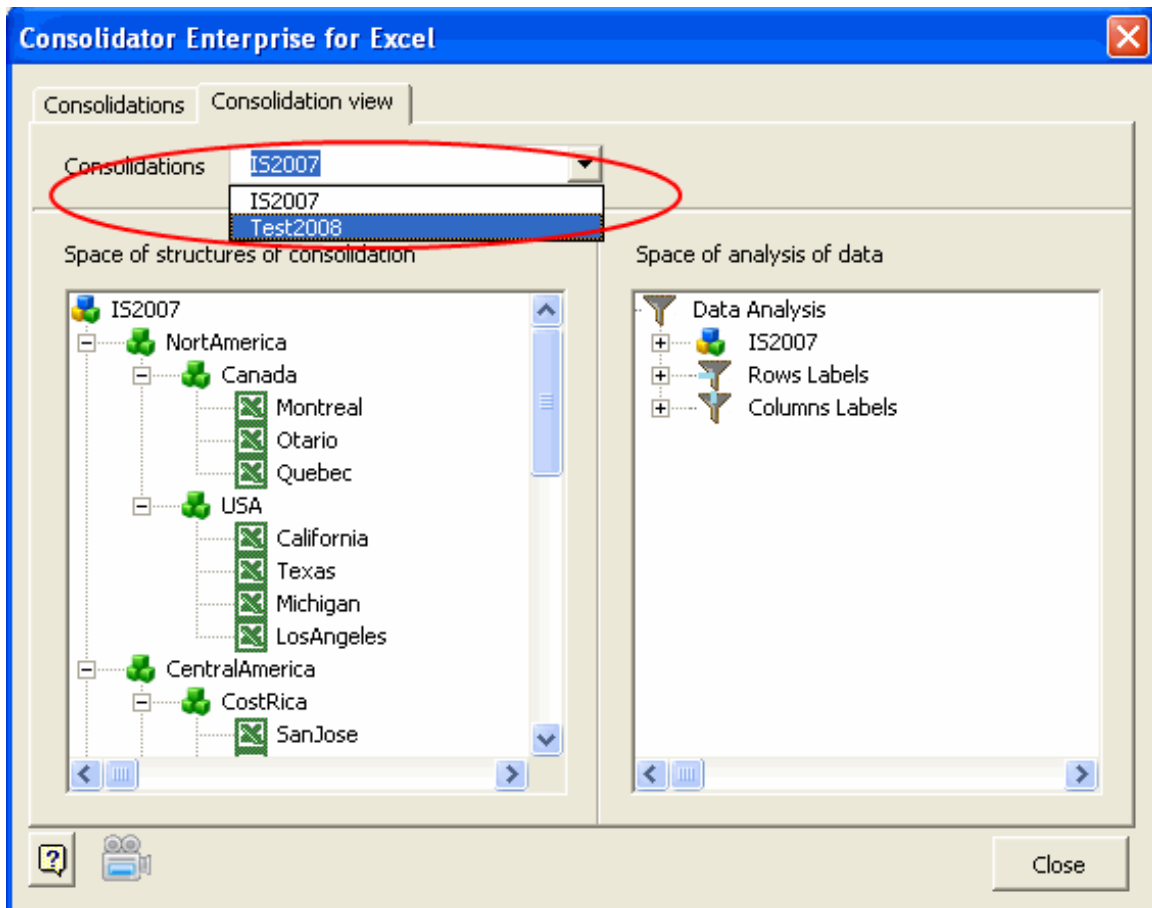 Consolidator Enterprise for Excel
Consolidations
Consolidation view
Consolidations
IS2007
IS2007
Test2008
Space of structures of consolidation
IS2007
NortAmerica
Canada
Montreal
Otario
Quebec
USA
California
Texas
Michigan
LosAngeles
CentralAmerica
CostRica
SanJose
Space of analysis of data
Data Analysis
IS2007
Rows Labels
Columns Labels
Close